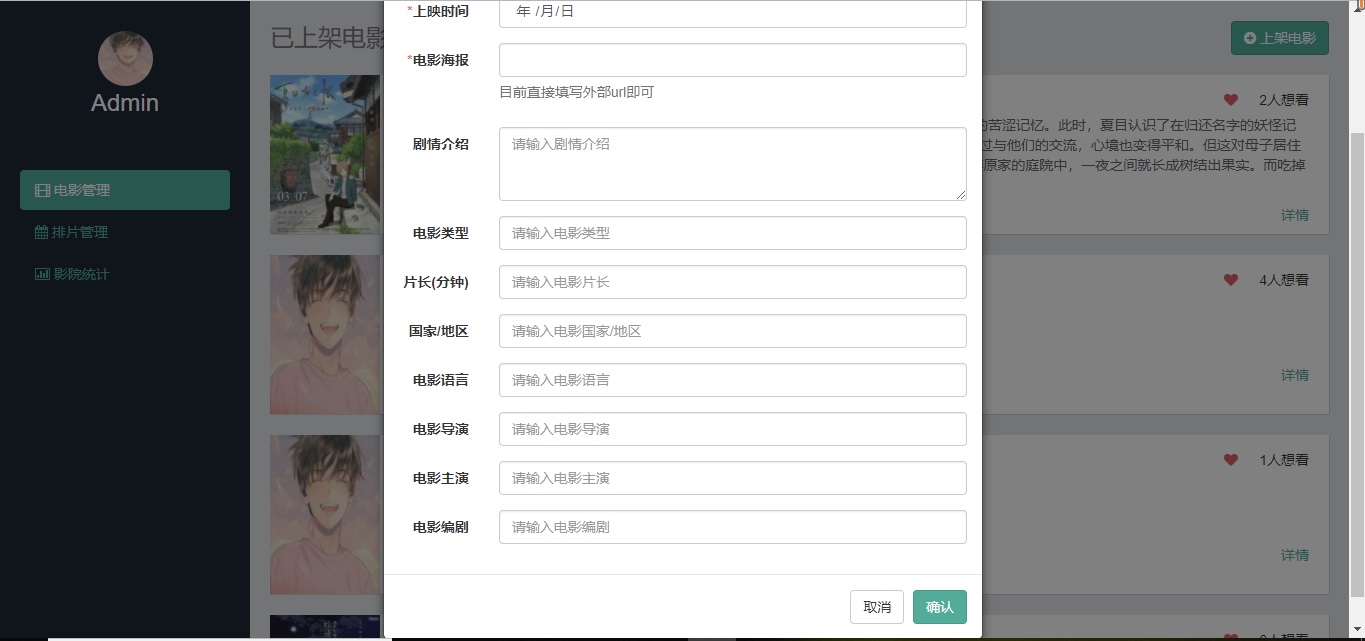 Admin
电影管理
排片管理
影院统计
已上架电影
上架电影
*上映时间
年 /月/日
*电影海报
目前直接填写外部url即可
剧情介绍
请输入剧情介绍
电影类型
请输入电影类型
片长(分钟)
请输入电影片长
国家/地区
请输入电影国家/地区
电影语言
请输入电影语言
电影导演
请输入电影导演
电影主演
请输入电影主演
电影编剧
请输入电影编剧
取消
确认
03/07
2人想看
的苦涩记忆。此时，夏目认识了在归还名字的妖怪记
过与他们的交流，心境也变得平和。但这对母子居住
原家的庭院中，一夜之间就长成树结出果实。而吃掉
详情
4人想看
详情
1人想看
详情